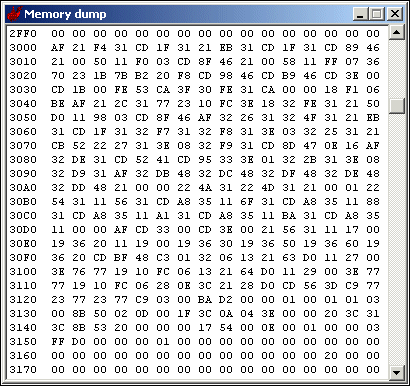 Memory dump
2FF0 00 00 00 00 00 00 00 00 00 00 00 00 00 00 00 00
3000 AF 21 F4 31 CD 1F 31 21 EB 31 CD 1F 31 CD 89 46
3010 21 00 50 11 F0 03 CD 8F 46 21 00 58 11 FF 07 36
3020 70 23 1B 7B B2 20 F8 CD 98 46 CD B9 46 CD 3E 00
3030 CD 1B 00 FE 53 CA 3F 30 FE 31 CA 00 00 18 F1 06
3040 BE AF 21 2C 31 77 23 10 FC 3E 18 32 FE 31 21 50
3050 21 00 11 98 03 CD 8F 46 AF 32 26 31 32 4F 31 21 EB
3060 31 CD 1F 31 32 F7 31 32 F8 31 3E 03 32 25 31 21
3070 CB 52 22 27 31 3E 08 32 F9 31 CD 8D 47 0E 16 AF
3080 32 DE 31 CD 52 41 CD 95 33 3E 01 32 2B 31 3E 08
3090 32 D9 31 AF 32 DB 48 32 DC 48 32 DF 48 32 DE 48
30A0 32 DD 48 21 00 00 22 4A 31 22 4D 31 21 00 01 22
30B0 54 31 11 56 31 CD A8 35 11 6F 31 CD A8 35 11 88
30C0 31 CD A8 35 11 A1 31 CD A8 35 11 BA 31 CD A8 35
30D0 11 00 00 AF CD 33 00 CD 3E 00 21 56 31 11 17 00
30E0 19 36 20 11 19 00 19 36 30 19 36 50 19 36 60 19
30F0 36 20 CD BF 48 C3 01 32 06 13 21 63 D0 11 27 00
3100 3E 76 77 19 10 FC 06 13 21 64 D0 11 29 00 3E 77
3110 77 19 10 FC 06 28 0E 3C 21 28 D0 CD 56 3D C9 77
3120 23 77 23 77 C9 03 00 BA D2 00 00 01 00 01 01 03
3130 00 8B 50 02 0D 00 1F 3C 0A 04 3E 00 00 20 3C 31
3140 3C 8B 53 20 00 00 00 17 54 00 0E 00 01 00 00 03
3150 FF D0 00 00 00 01 00 00 00 00 00 00 00 00 00 00
3160 00 00 00 00 00 00 00 00 00 00 00 00 00 20 00 00
3170 00 00 00 00 00 00 00 00 00 00 00 00 00 00 00 00